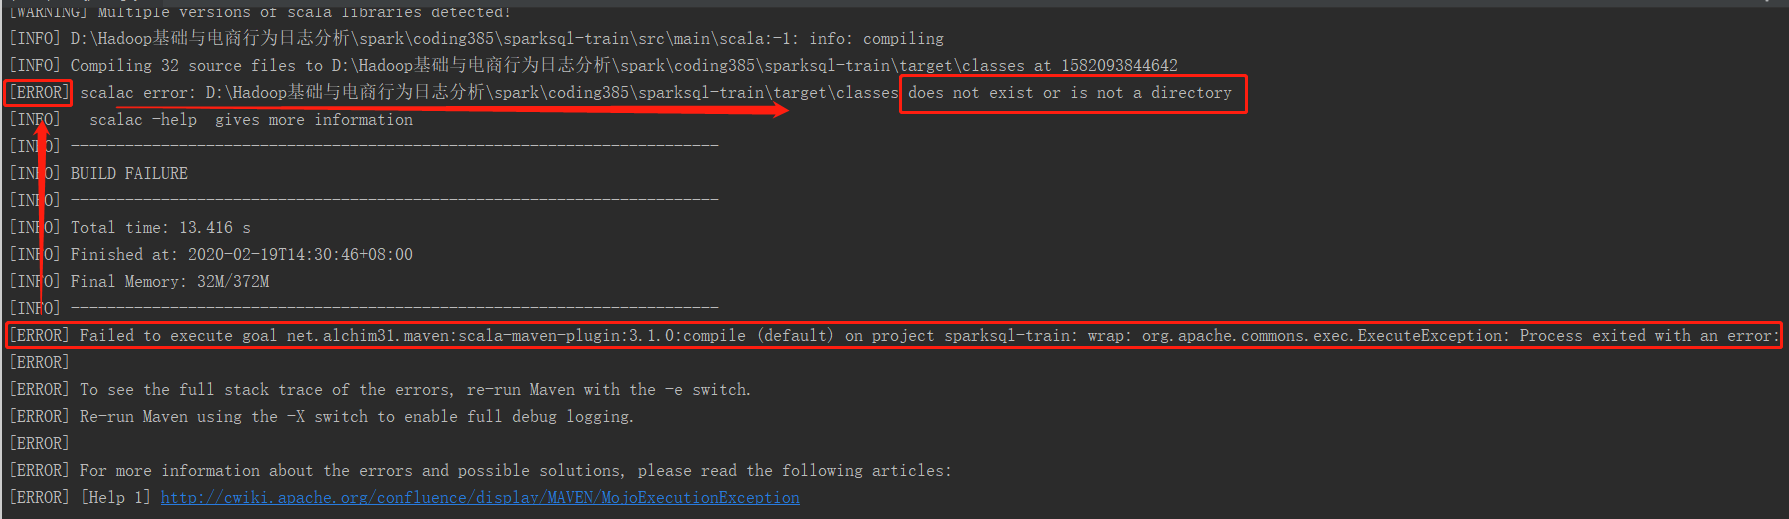 [WARNING] Multiple versions of scala libraries detected!
[INFO] D:\Hadoop基础与电商行为日志分析\spark\coding385\sparksql-train\src\main\scala:-1: info: compiling
[INFO] Compiling 32 source files to D:\Hadoop基础与电商行为日志分析\spark\coding385\sparksql-train\target\classes at 1582093844642
[ERROR] scalac error: D:\Hadoop基础与电商行为日志分析\spark\coding385\sparksql-train\target\classes does not exist or is not a directory
[INFO]   scalac -help  gives more information
[INFO] ------------------------------------------------------------------------
[INFO] BUILD FAILURE
[INFO] ------------------------------------------------------------------------
[INFO] Total time: 13.416 s
[INFO] Finished at: 2020-02-19T14:30:46+08:00
[INFO] Final Memory: 32M/372M
[INFO] ------------------------------------------------------------------------
[ERROR] Failed to execute goal net.alchim31.maven:scala-maven-plugin:3.1.0:compile (default) on project sparksql-train: wrap: org.apache.commons.exec.ExecuteException: Process exited with an error:
[ERROR]
[ERROR] To see the full stack trace of the errors, re-run Maven with the -e switch.
[ERROR] Re-run Maven using the -X switch to enable full debug logging.
[ERROR]
[ERROR] For more information about the errors and possible solutions, please read the following articles:
[ERROR] [Help 1] http://cwiki.apache.org/confluence/display/MAVEN/MojoExecutionException